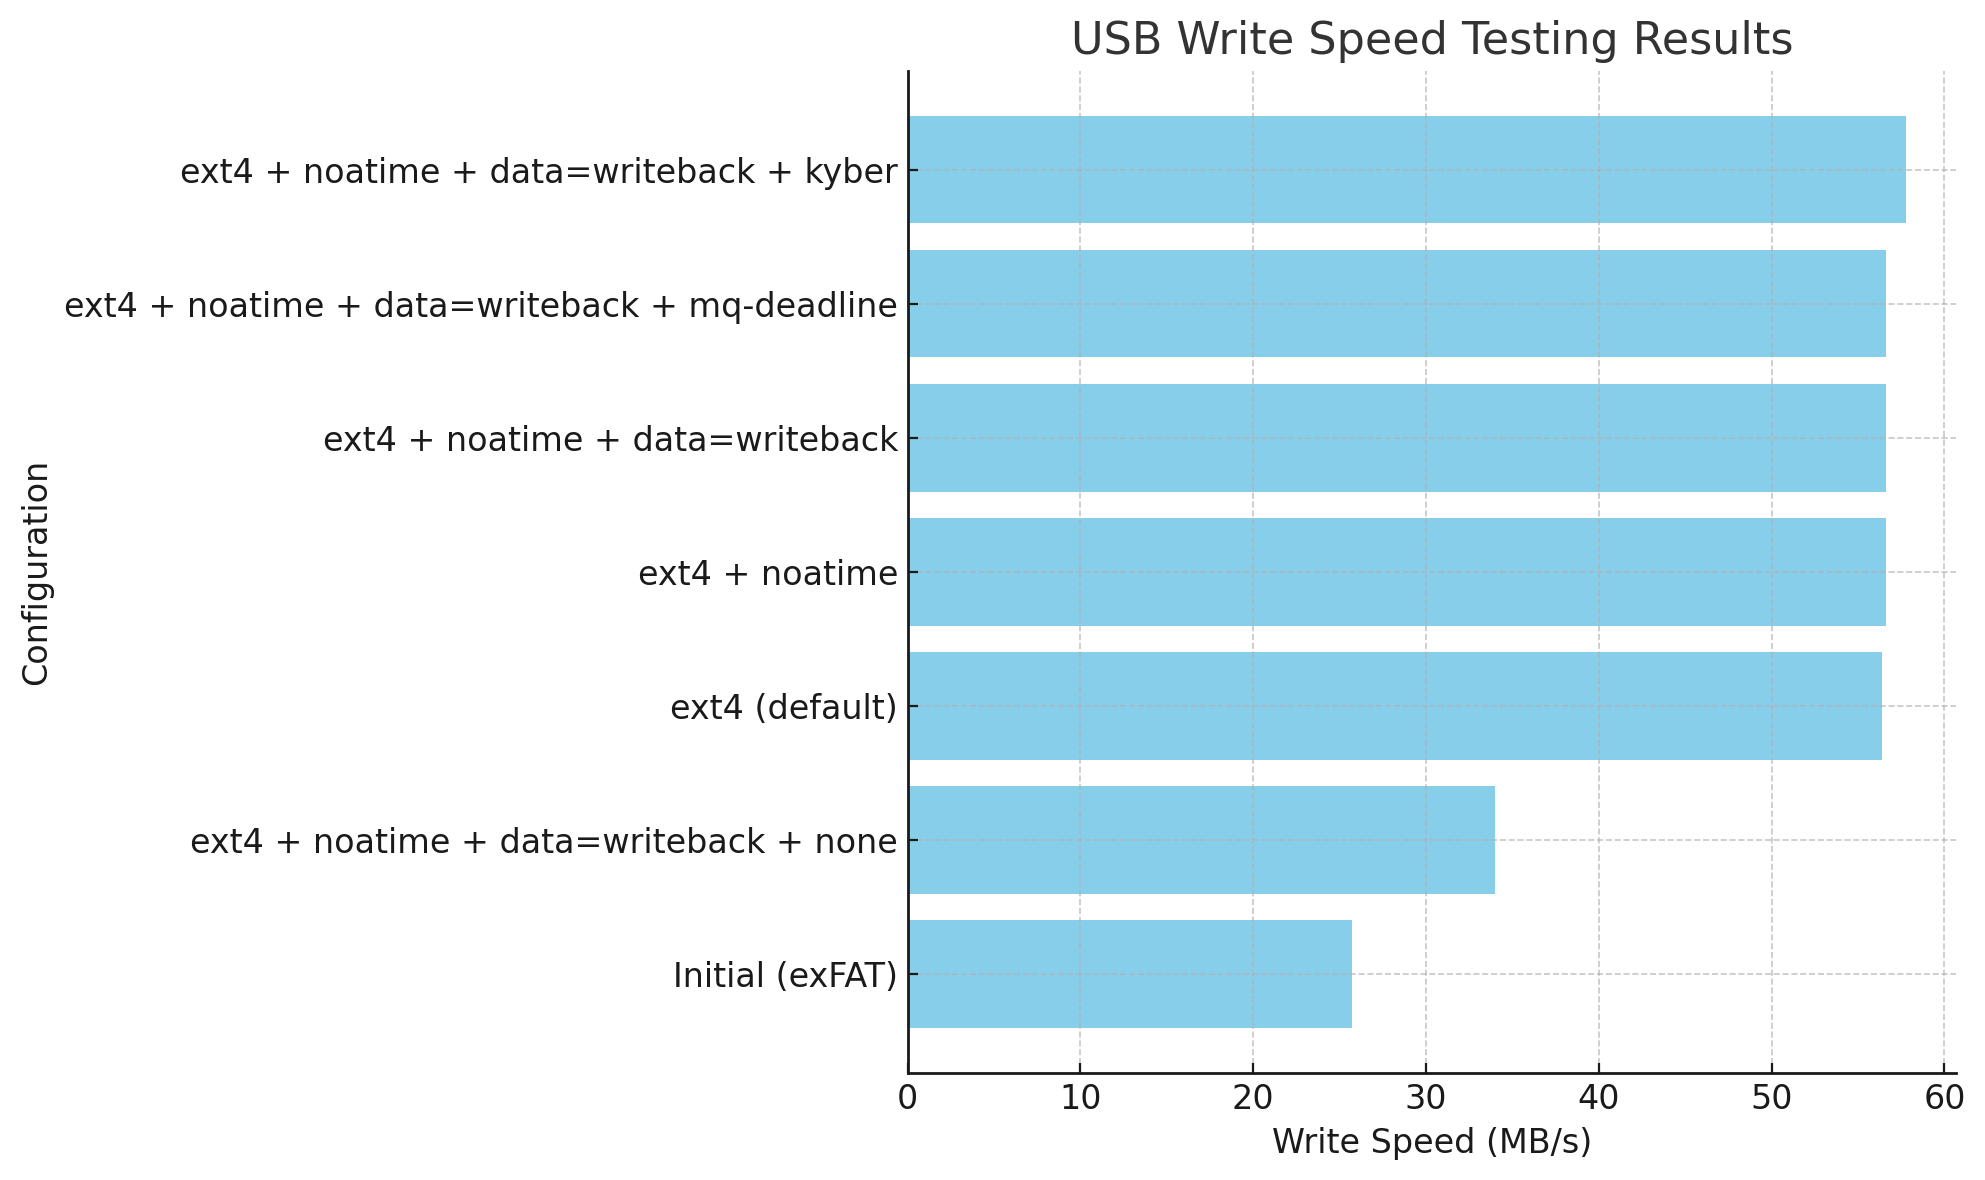 USB Write Speed Testing Results
ext4 + noatime + data=writeback + kyber
ext4 + noatime + data=writeback + mq-deadline
ext4 + noatime + data=writeback
ext4 + noatime
ext4 (default)
ext4 + noatime + data=writeback + none
Initial (exFAT)
Configuration
0 10 20 30 40 50 60
Write Speed (MB/s)